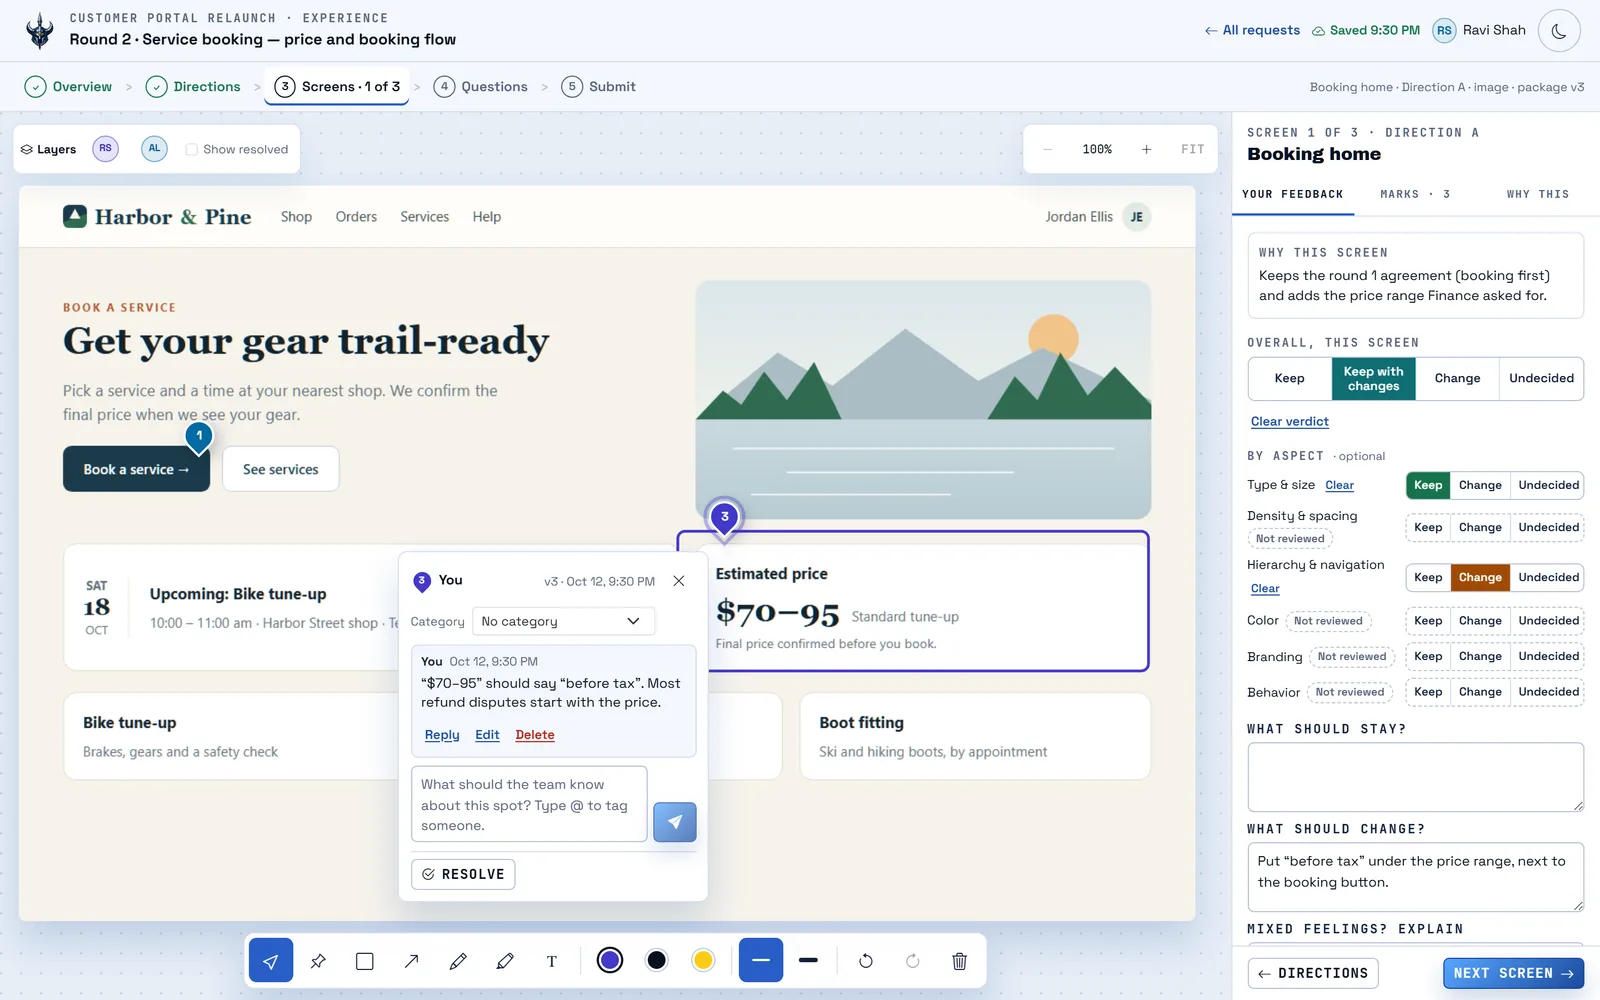 CUSTOMER PORTAL RELAUNCH · EXPERIENCE
Round 2 · Service booking — price and booking flow
← All requests
Saved 9:30 PM
RS
Ravi Shah
Overview
>
Directions
>
3
Screens · 1 of 3
>
4
Questions
>
5
Submit
Booking home · Direction A · image · package v3
Layers
RS
AL
Show resolved
100%
+
FIT
Harbor & Pine
Shop
Orders
Services
Help
Jordan Ellis
JE
BOOK A SERVICE
Get your gear trail-ready
Pick a service and a time at your nearest shop. We confirm the
final price when we see your gear.
1
Book a service →
See services
3
SAT
18
OCT
Upcoming: Bike tune-up
10:00 – 11:00 am · Harbor Street shop · Te
Estimated price
$70–95 Standard tune-up
Final price confirmed before you book.
Bike tune-up
Brakes, gears and a safety check
Boot fitting
Ski and hiking boots, by appointment
3
You
v3 · Oct 12, 9:30 PM
Category
No category
You Oct 12, 9:30 PM
“$70–95” should say “before tax”. Most
refund disputes start with the price.
Reply
Edit
Delete
What should the team know
about this spot? Type @ to tag
someone.
RESOLVE
T
SCREEN 1 OF 3 · DIRECTION A
Booking home
YOUR FEEDBACK
MARKS · 3
WHY THIS
WHY THIS SCREEN
Keeps the round 1 agreement (booking first)
and adds the price range Finance asked for.
OVERALL, THIS SCREEN
Keep
Keep with
changes
Change
Undecided
Clear verdict
BY ASPECT · optional
Type & size
Clear
Keep
Change
Undecided
Density & spacing
Not reviewed
Keep
Change
Undecided
Hierarchy & navigation
Clear
Keep
Change
Undecided
Color
Not reviewed
Keep
Change
Undecided
Branding
Not reviewed
Keep
Change
Undecided
Behavior
Not reviewed
Keep
Change
Undecided
WHAT SHOULD STAY?
WHAT SHOULD CHANGE?
Put “before tax” under the price range, next to
the booking button.
MIXED FEELINGS? EXPLAIN
← DIRECTIONS
NEXT SCREEN →